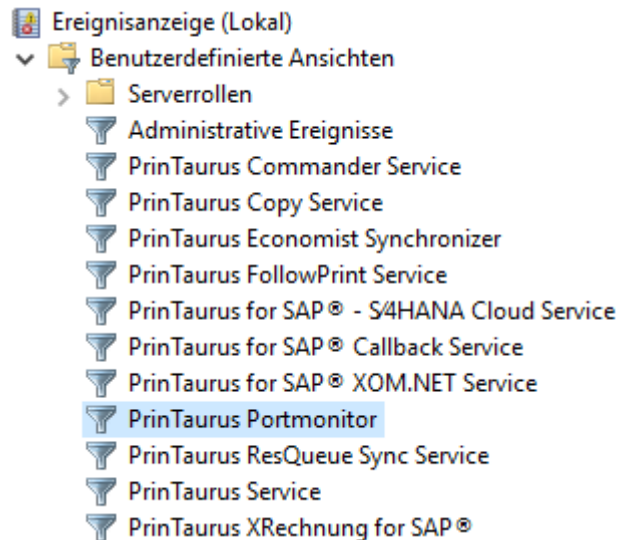 Ereignisanzeige (Lokal)
Benutzerdefinierte Ansichten
Serverrollen
Administrative Ereignisse
PrinTaurus Commander Service
PrinTaurus Copy Service
PrinTaurus Economist Synchronizer
PrinTaurus FollowPrint Service
PrinTaurus for SAP® - S/4HANA Cloud Service
PrinTaurus for SAP® Callback Service
PrinTaurus for SAP® XOM.NET Service
PrinTaurus Portmonitor
PrinTaurus ResQueue Sync Service
PrinTaurus Service
PrinTaurus XRechnung for SAP®